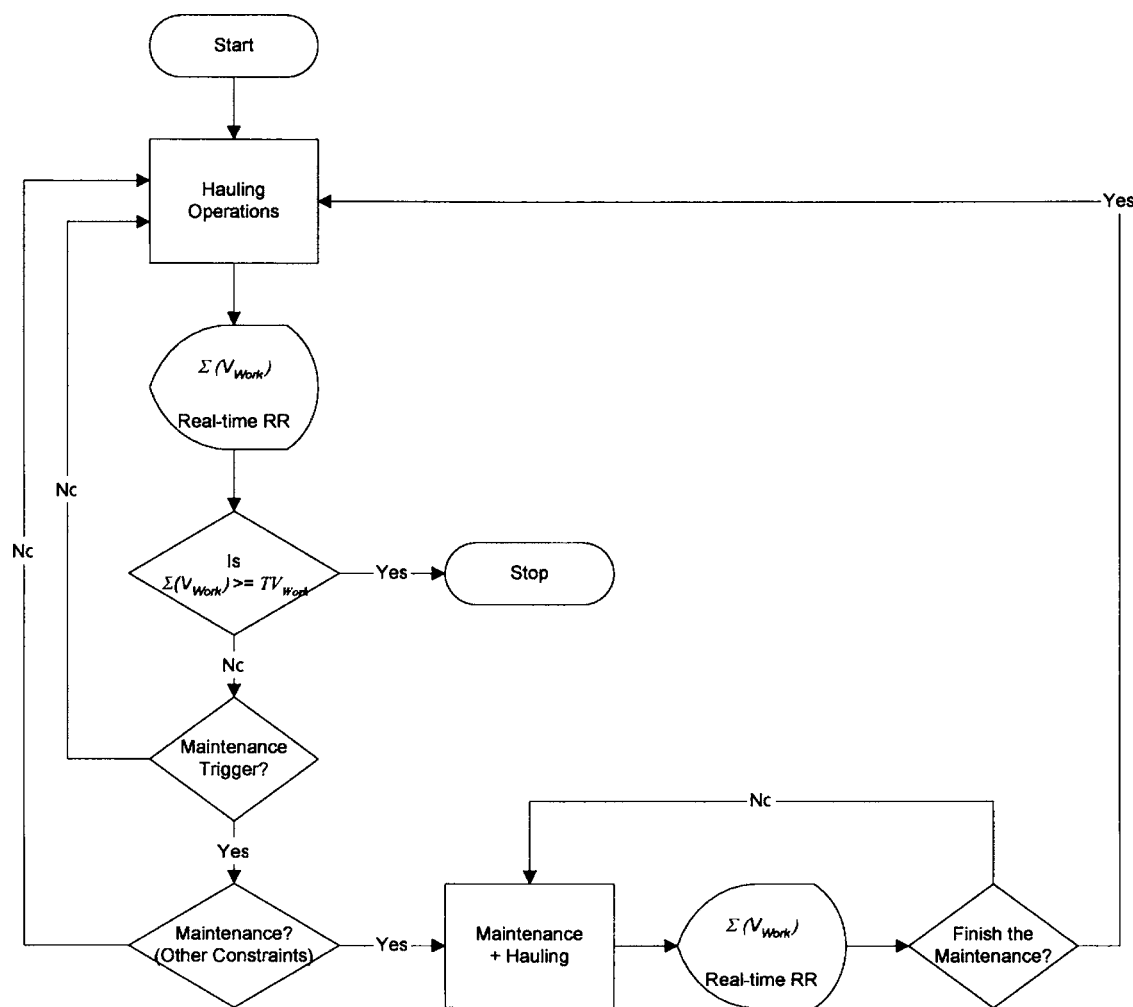 Start
Hauling
Operations
Yes
Σ (V_Work)
Real-time RR
Nc
Nc
Is
Σ(V_Work) >= TV_Work
Yes
Stop
Nc
Maintenance
Trigger?
Nc
Yes
Maintenance?
(Other Constraints)
Yes
Maintenance
+ Hauling
Σ (V_Work)
Real-time RR
Finish the
Maintenance?